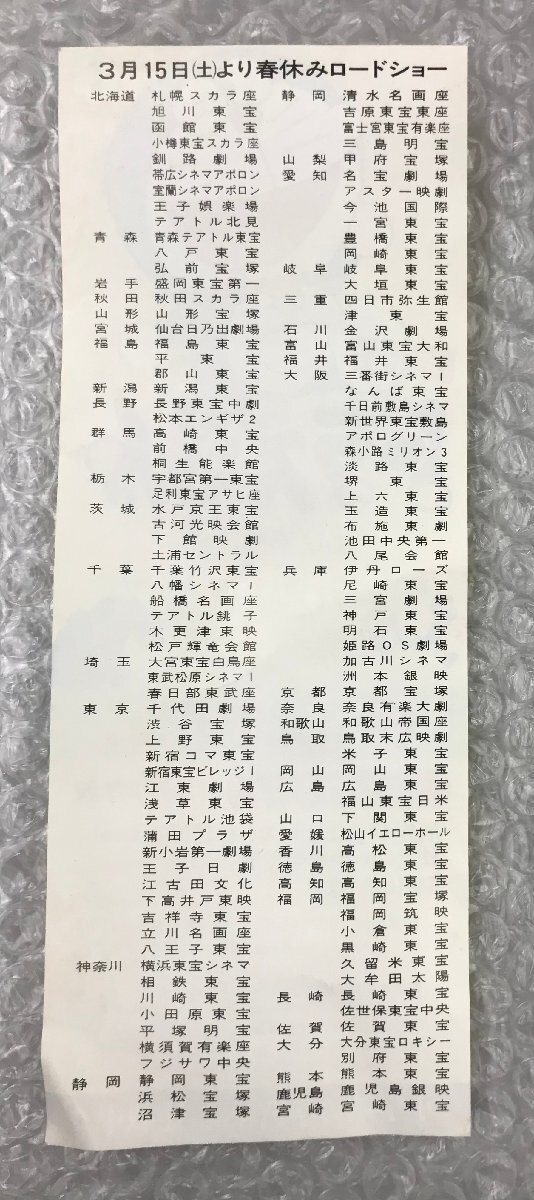 3月15日(土)より春休みロードショー
北海道 札幌スカラ座
旭川東宝
函館東宝
小樽東宝スカラ座
釧路劇場
帯広シネマアポロン
室蘭シネマアポロン
王子娯楽場
テアトル北見
青森 青森テアトル東宝
八戸東宝
弘前宝塚
岩手 盛岡東宝第一
秋田 秋田スカラ座
山形 山形宝塚
宮城 仙台日乃出劇場
福島 福島東宝
平東宝
郡山東宝
新潟 新潟東宝
長野 長野東宝中劇
松本エンギザ2
群馬 高崎東宝
前橋中央
桐生能楽館
栃木 宇都宮第一東宝
足利東宝アサヒ座
茨城 水戸京王東宝
古河光映会館
下館映劇
土浦セントラル
千葉 千葉竹沢東宝
八幡シネマ1
船橋名画座
テアトル銚子
木更津東映
松戸輝竜会館
埼玉 大宮東宝白鳥座
東武松原シネマ1
春日部東武座
東京 千代田劇場
渋谷宝塚
上野東宝
新宿コマ東宝
新宿東宝ビレッジ1
江東劇場
浅草東宝
テアトル池袋
蒲田プラザ
新小岩第一劇場
王子日劇
江古田文化
下高井戸東映
吉祥寺東宝
立川名画座
八王子東宝
神奈川 横浜東宝シネマ
相鉄東宝
川崎東宝
小田原東宝
平塚明宝
横須賀有楽座
フジサワ中央
静岡 静岡東宝
浜松宝塚
沼津宝塚
静岡 清水名画座
吉原東宝東座
富士宮東宝有楽座
三島明宝
山梨 甲府宝塚
愛知 名宝劇場
アスター映劇
今池国際
一宮東宝
豊橋東宝
岡崎東宝
岐阜 岐阜東宝
大垣東宝
三重 四日市弥生館
津東宝
石川 金沢劇場
富山 富山東宝大和
福井 福井東宝
大阪 三番街シネマ1
なんば東宝
千日前敷島シネマ
新世界東宝敷島
アポログリーン
森小路ミリオン3
淡路東宝
堺東宝
上六東宝
玉造東宝
布施東劇
池田中央第一
八尾会館
兵庫 伊丹ローズ
尼崎東宝
三宮劇場
神戸東宝
明石東宝
姫路OS劇場
加古川シネマ
洲本銀映
京都 京都宝塚
奈良 奈良有楽大劇
和歌山 和歌山帝国座
鳥取 鳥取末広映劇
米子東宝
岡山 岡山東宝
広島 広島東宝
福山東宝日米
山口 下関東宝
愛媛 松山イエローホール
香川 高松東宝
徳島 徳島東宝
高知 高知東宝
福岡 福岡宝塚
福岡筑映
小倉東宝
黒崎東宝
久留米東宝
大牟田太陽
長崎 長崎東宝
佐世保東宝中央
佐賀 佐賀東宝
大分 大分東宝ロキシー
別府東宝
熊本 熊本東宝
鹿児島 鹿児島銀映
宮崎 宮崎東宝